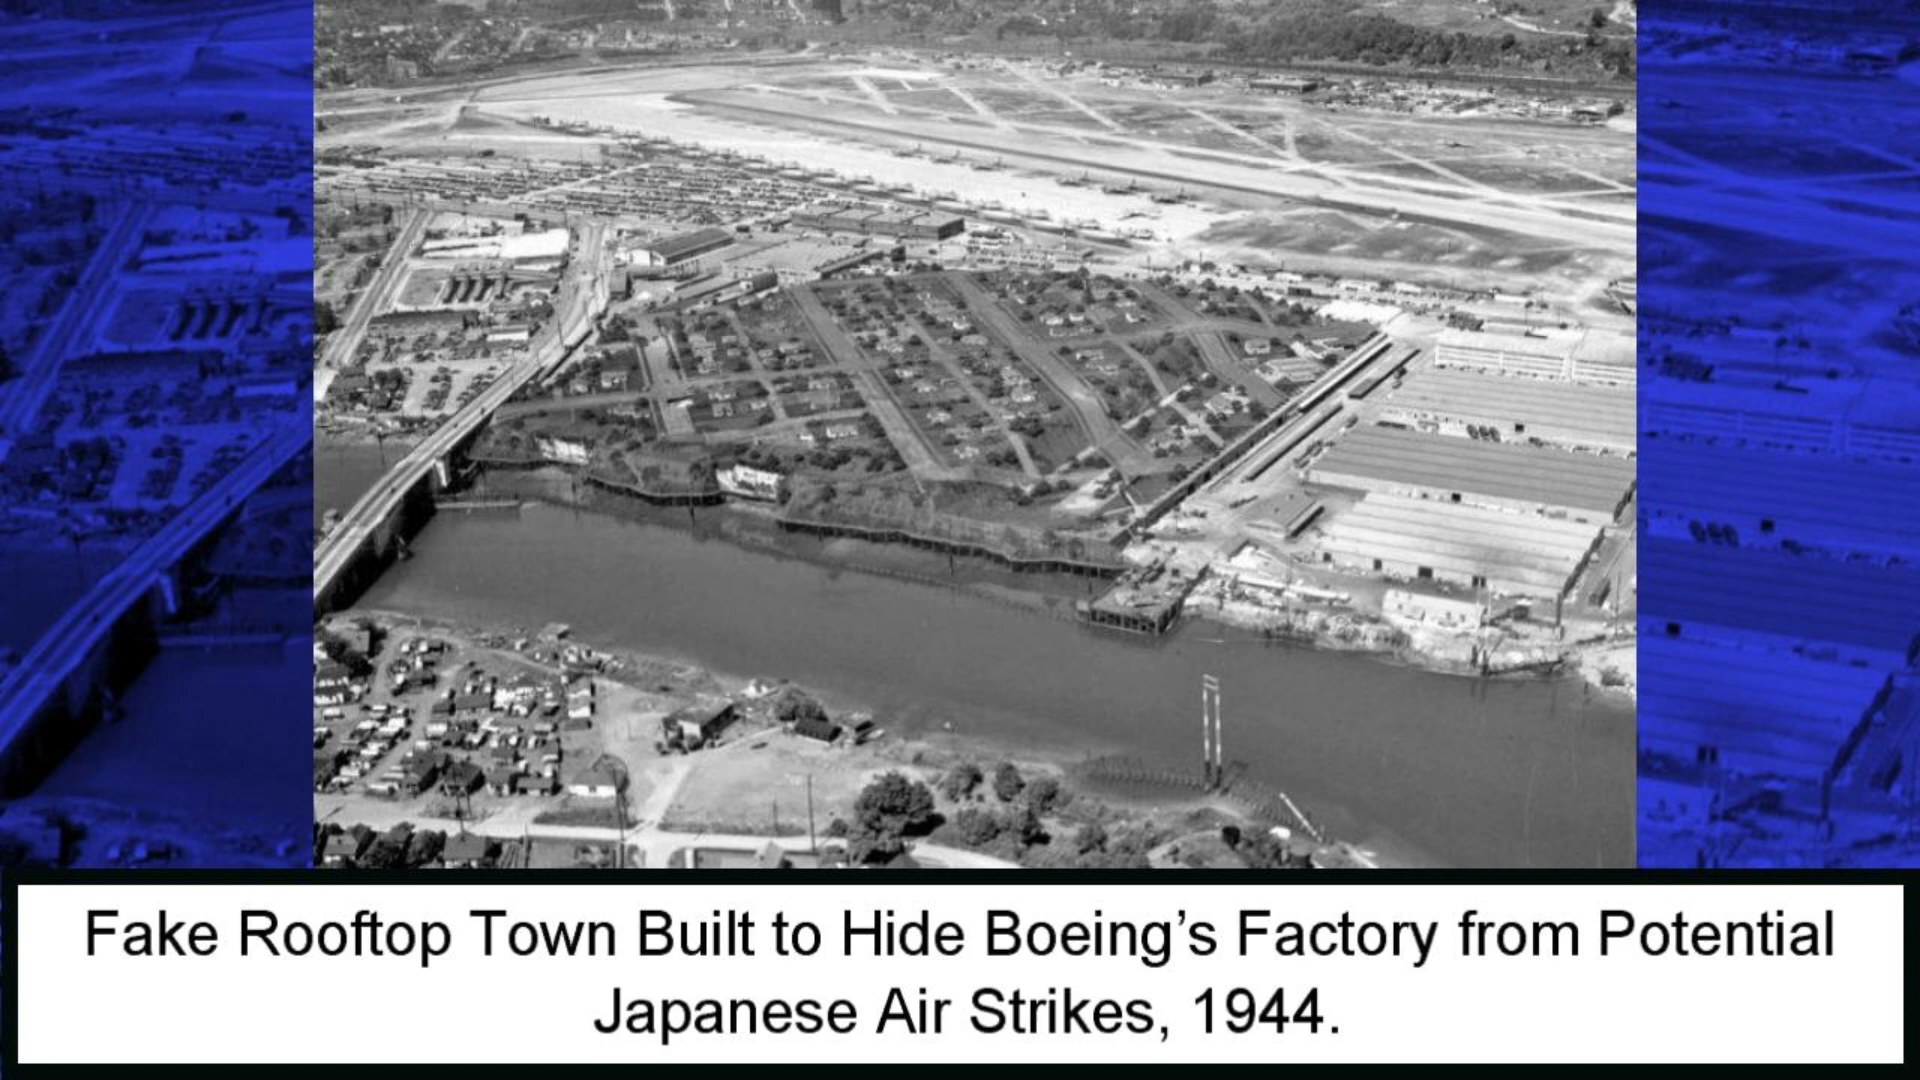 Fake Rooftop Town Built to Hide Boeing’s Factory from Potential
Japanese Air Strikes, 1944.